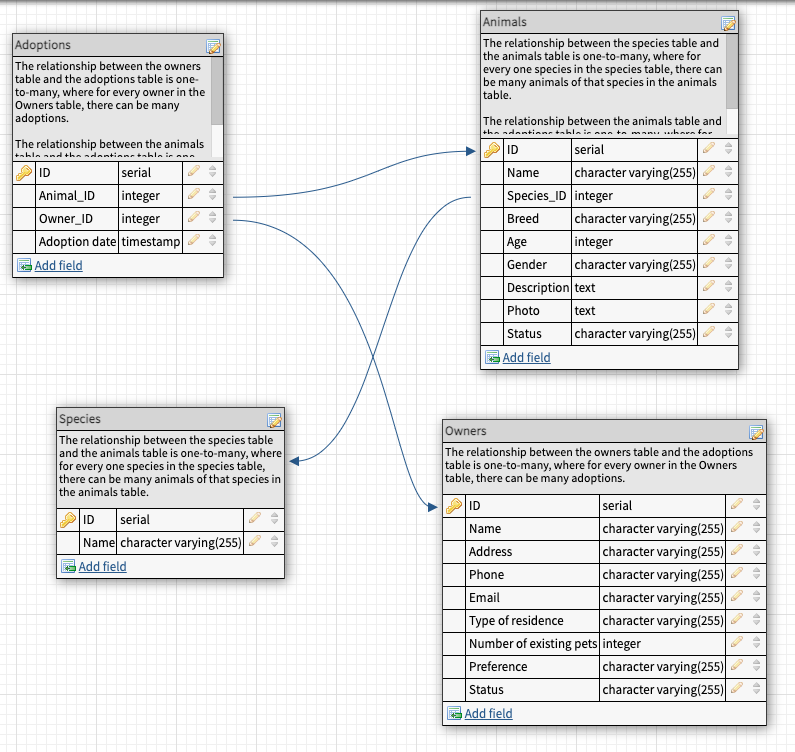 Adoptions
The relationship between the owners
table and the adoptions table is one-
to-many, where for every owner in the
Owners table, there can be many
adoptions.
The relationship between the animals
table and the adoptions table is one
ID serial
Animal_ID integer
Owner_ID integer
Adoption date timestamp
Add field
Animals
The relationship between the species table and
the animals table is one-to-many, where for
every one species in the species table, there can
be many animals of that species in the animals
table.
The relationship between the animals table and
the adoptions table is one-to-many, where for
ID serial
Name character varying(255)
Species_ID integer
Breed character varying(255)
Age integer
Gender character varying(255)
Description text
Photo text
Status character varying(255)
Add field
Species
The relationship between the species table
and the animals table is one-to-many, where
for every one species in the species table,
there can be many animals of that species in
the animals table.
ID serial
Name character varying(255)
Add field
Owners
The relationship between the owners table and the adoptions
table is one-to-many, where for every owner in the Owners
table, there can be many adoptions.
ID serial
Name character varying(255)
Address character varying(255)
Phone character varying(255)
Email character varying(255)
Type of residence character varying(255)
Number of existing pets integer
Preference character varying(255)
Status character varying(255)
Add field